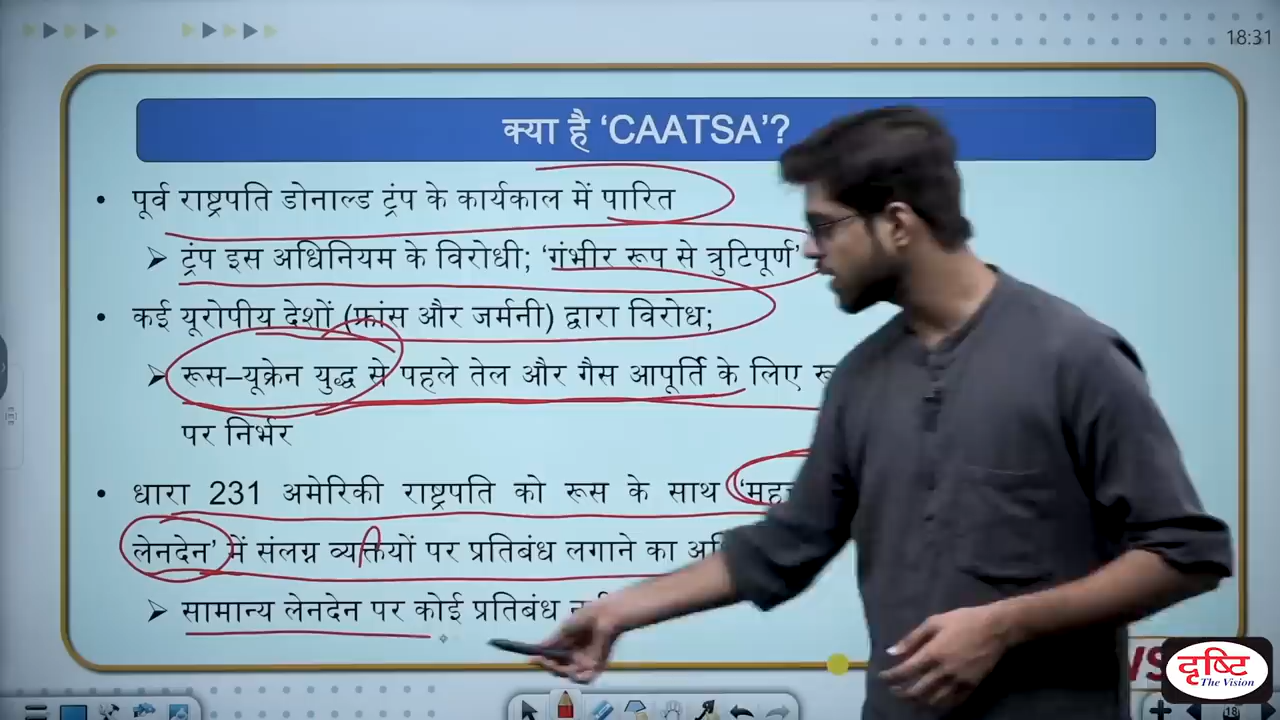 18:31
क्या है ‘CAATSA’?
• पूर्व राष्ट्रपति डोनाल्ड ट्रंप के कार्यकाल में पारित
➤ ट्रंप इस अधिनियम के विरोधी; ‘गंभीर रूप से त्रुटिपूर्ण’
• कई यूरोपीय देशों (फ्रांस और जर्मनी) द्वारा विरोध;
➤ रूस–यूक्रेन युद्ध से पहले तेल और गैस आपूर्ति के लिए
पर निर्भर
• धारा 231 अमेरिकी राष्ट्रपति को रूस के साथ
लेनदेन’ में संलग्न व्यक्तियों पर प्रतिबंध लगाने का
➤ सामान्य लेनदेन पर कोई प्रतिबंध
दृष्टि
The Vision
18